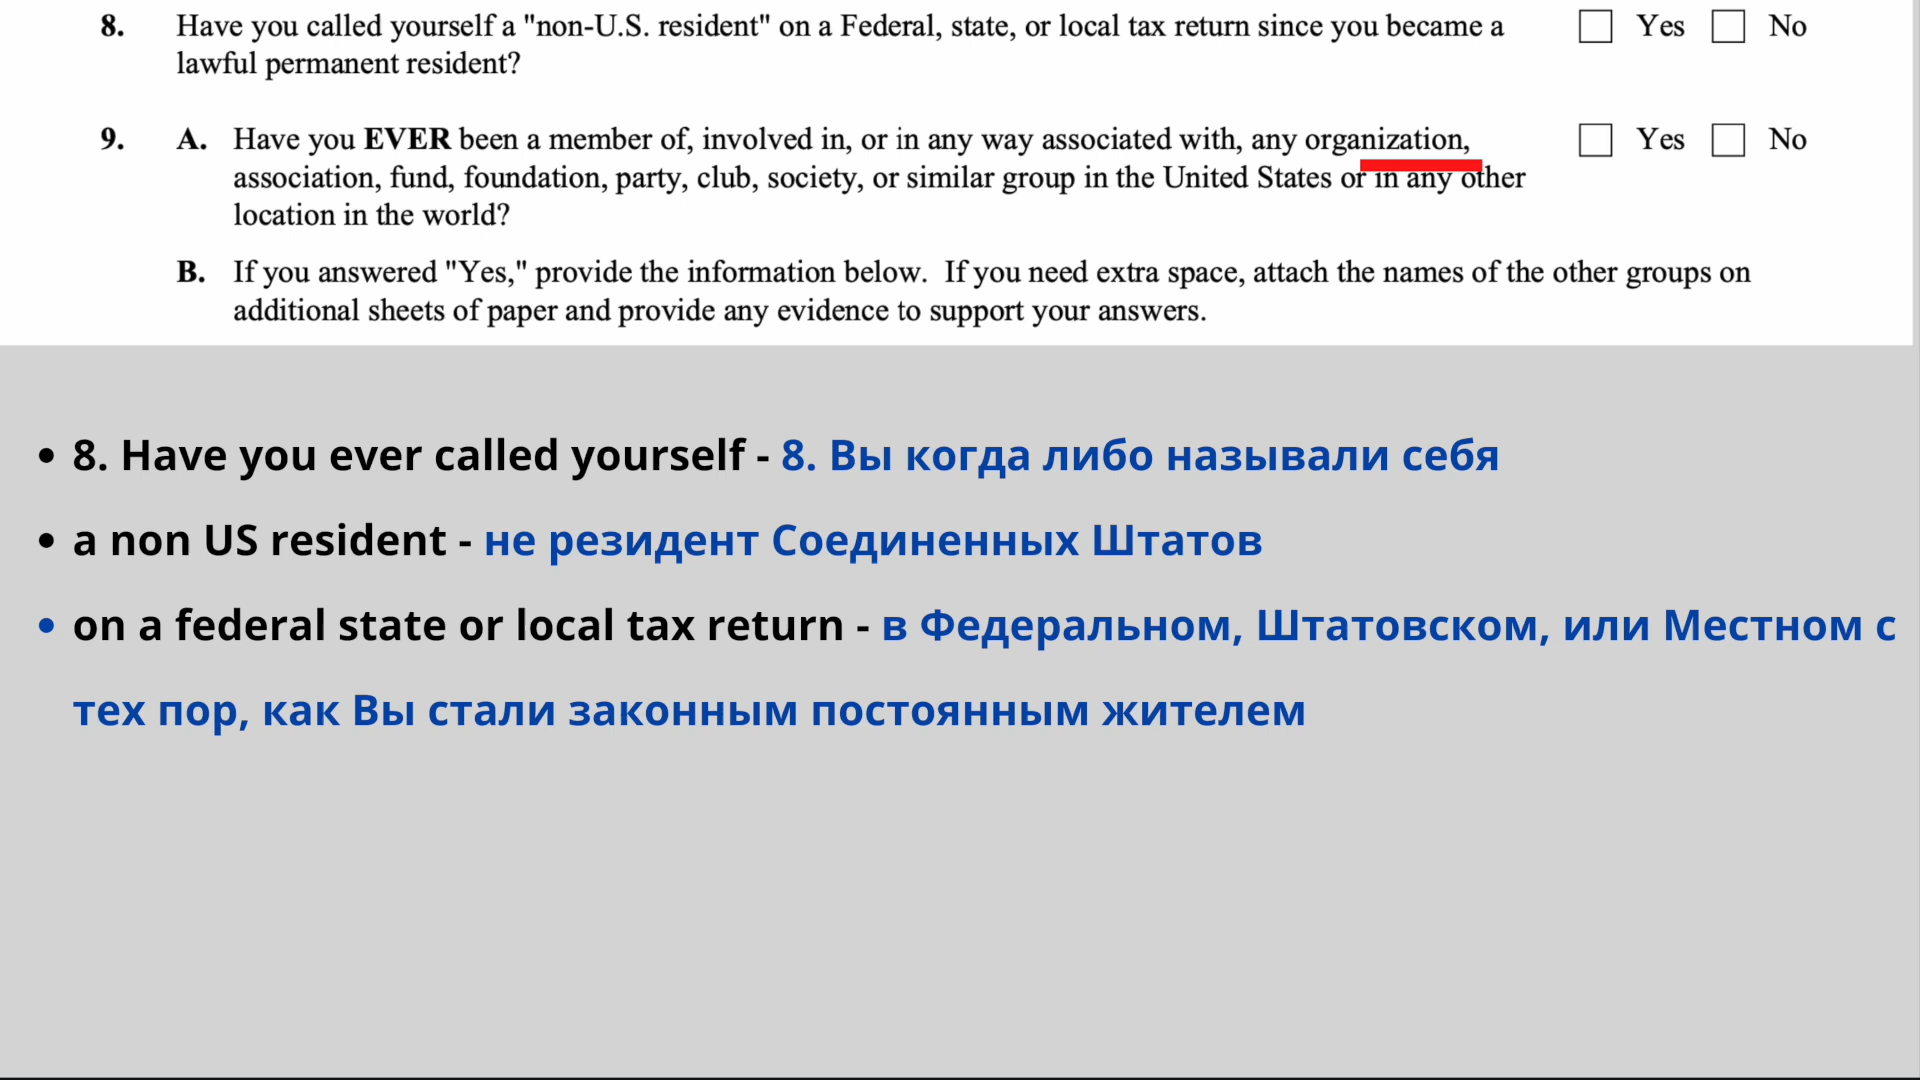 8. Have you called yourself a "non-U.S. resident" on a Federal, state, or local tax return since you became a Yes No
lawful permanent resident?
9. A. Have you EVER been a member of, involved in, or in any way associated with, any organization, Yes No
association, fund, foundation, party, club, society, or similar group in the United States or in any other
location in the world?
B. If you answered "Yes," provide the information below. If you need extra space, attach the names of the other groups on
additional sheets of paper and provide any evidence to support your answers.
• 8. Have you ever called yourself - 8. Вы когда либо называли себя
• a non US resident - не резидент Соединенных Штатов
• on a federal state or local tax return - в Федеральном, Штатовском, или Местном с
тех пор, как Вы стали законным постоянным жителем